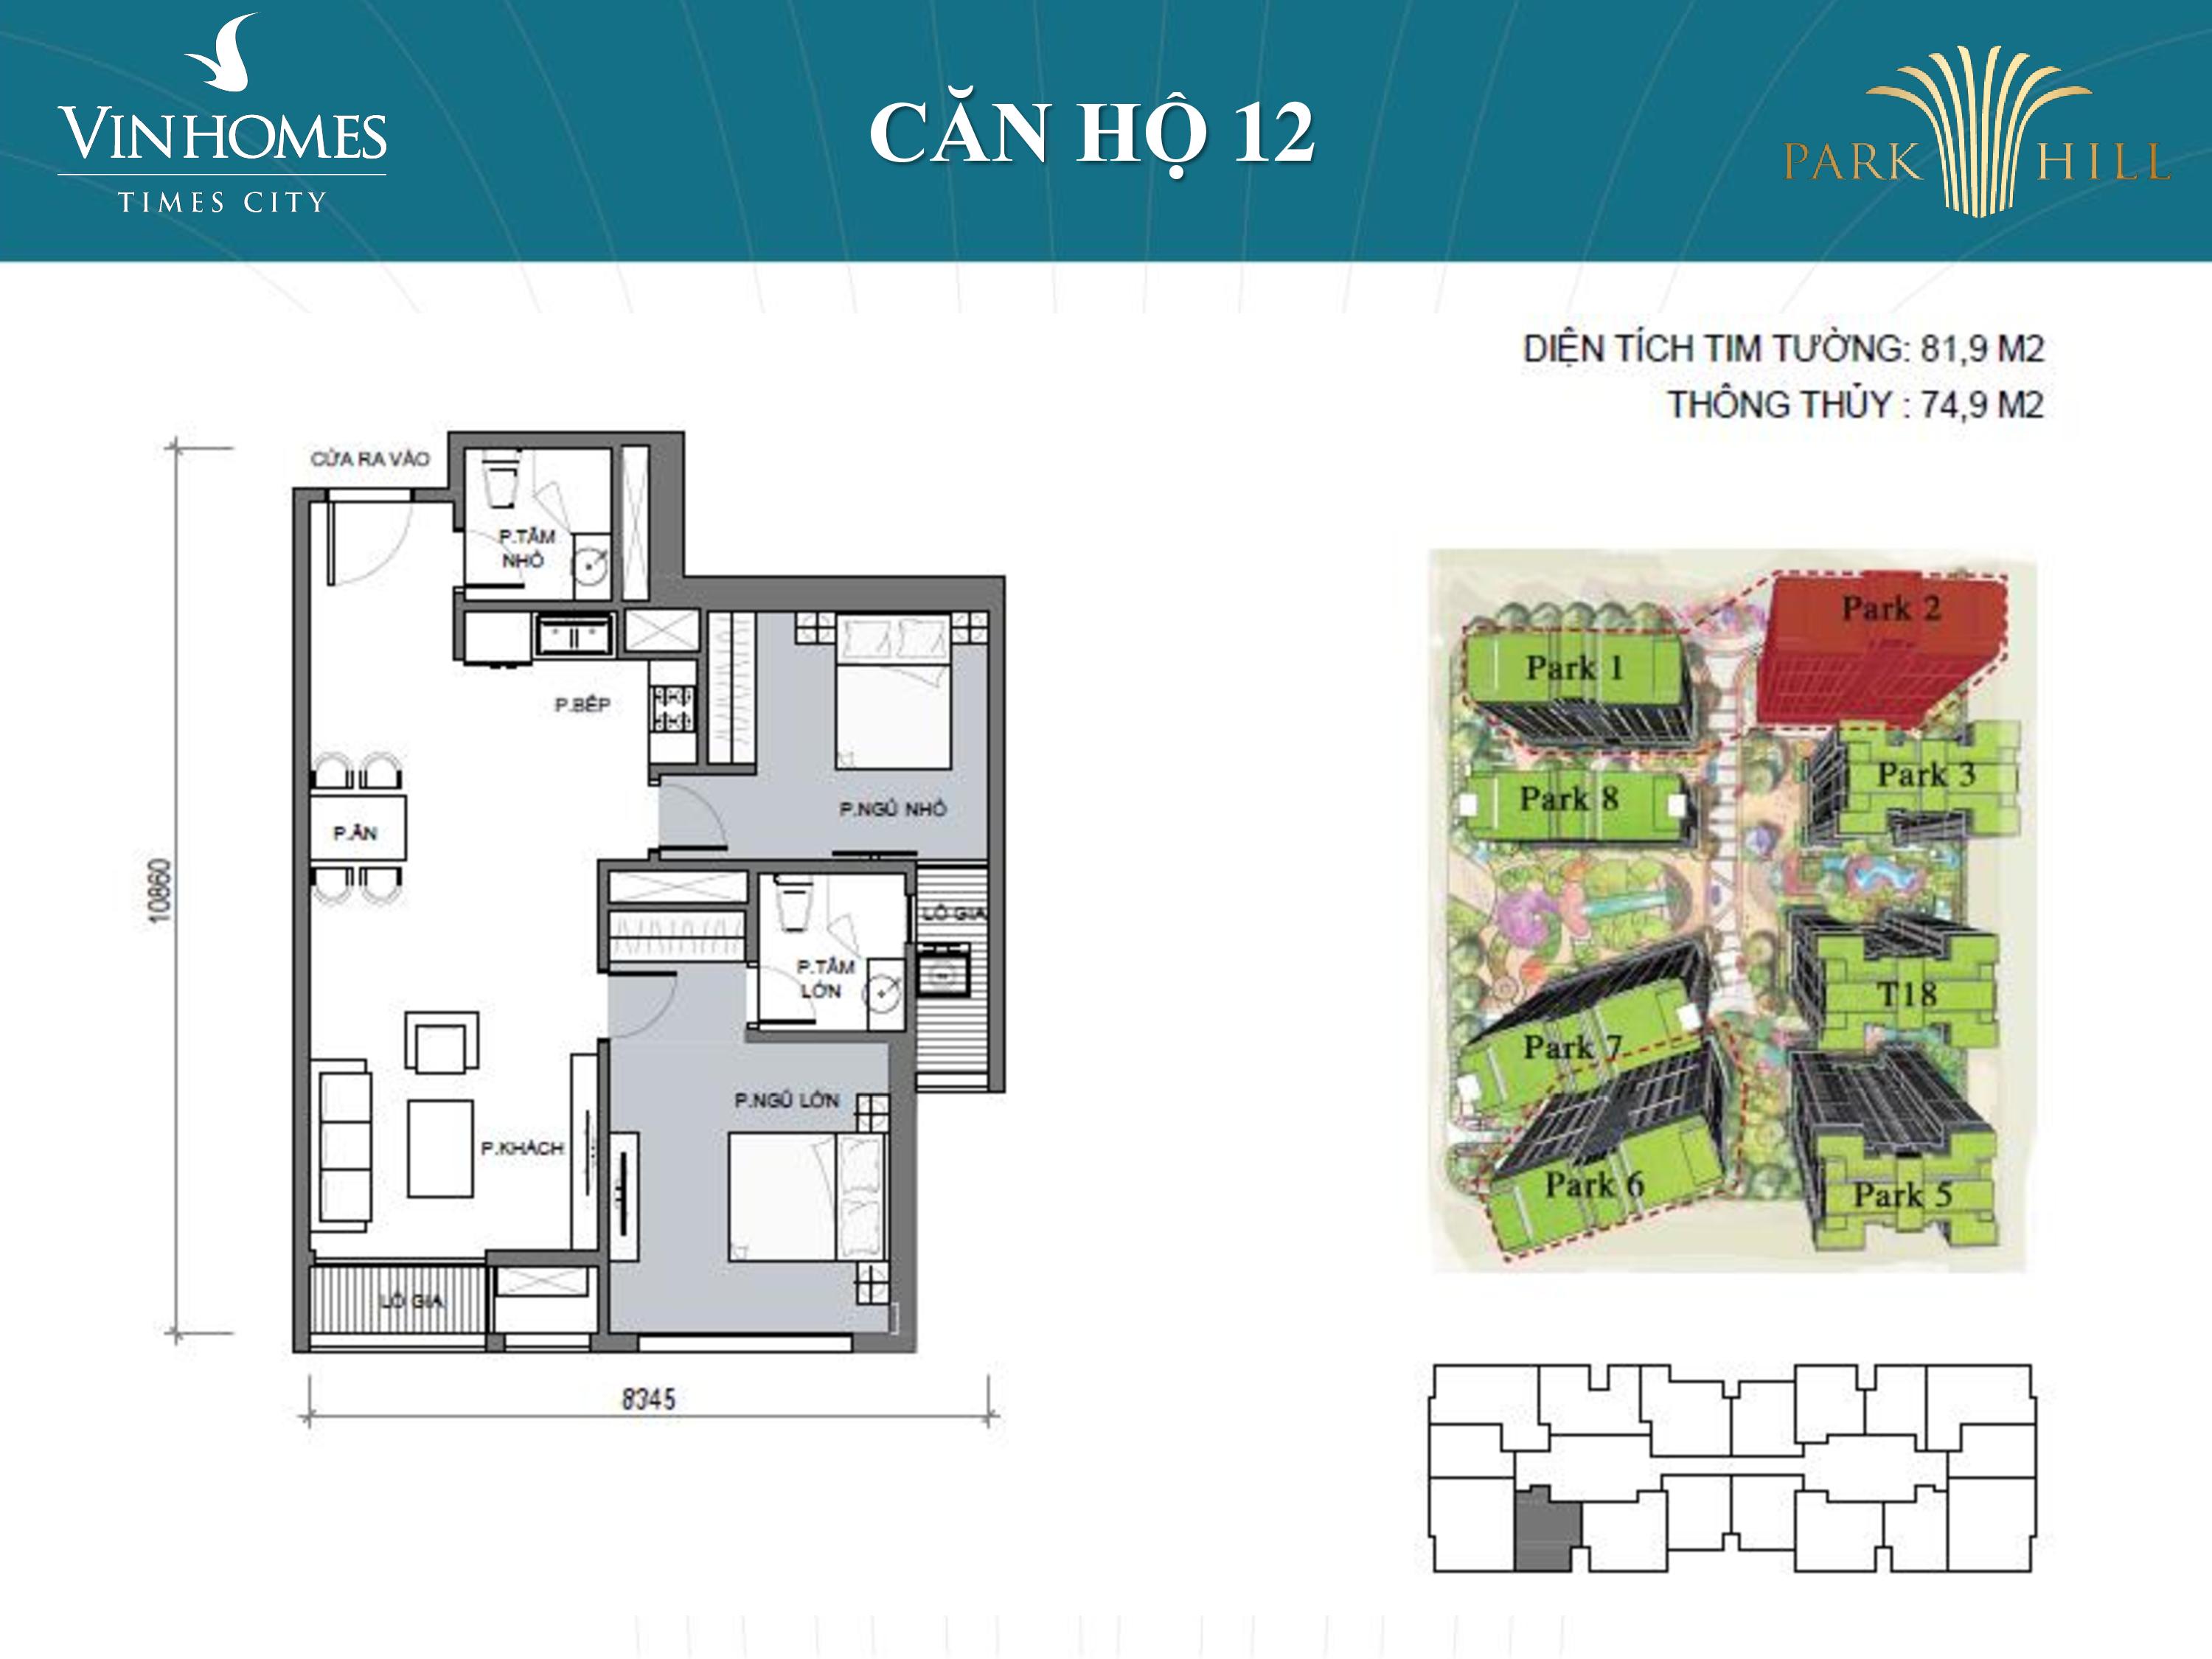 VINHOMES
TIMES CITY
CĂN HỘ 12
PARK HILL
DIỆN TÍCH TIM TƯỜNG: 81,9 M2
THÔNG THỦY : 74,9 M2
CỬA RA VÀO
P.TẮM
NHỎ
P.BẾP
P.ĂN
P.NGỦ NHỎ
LÔ GIA
P.TẮM
LỚN
P.NGỦ LỚN
P.KHÁCH
LÔ GIA
10860
8345
Park 2
Park 1
Park 3
Park 8
T18
Park 7
Park 6
Park 5